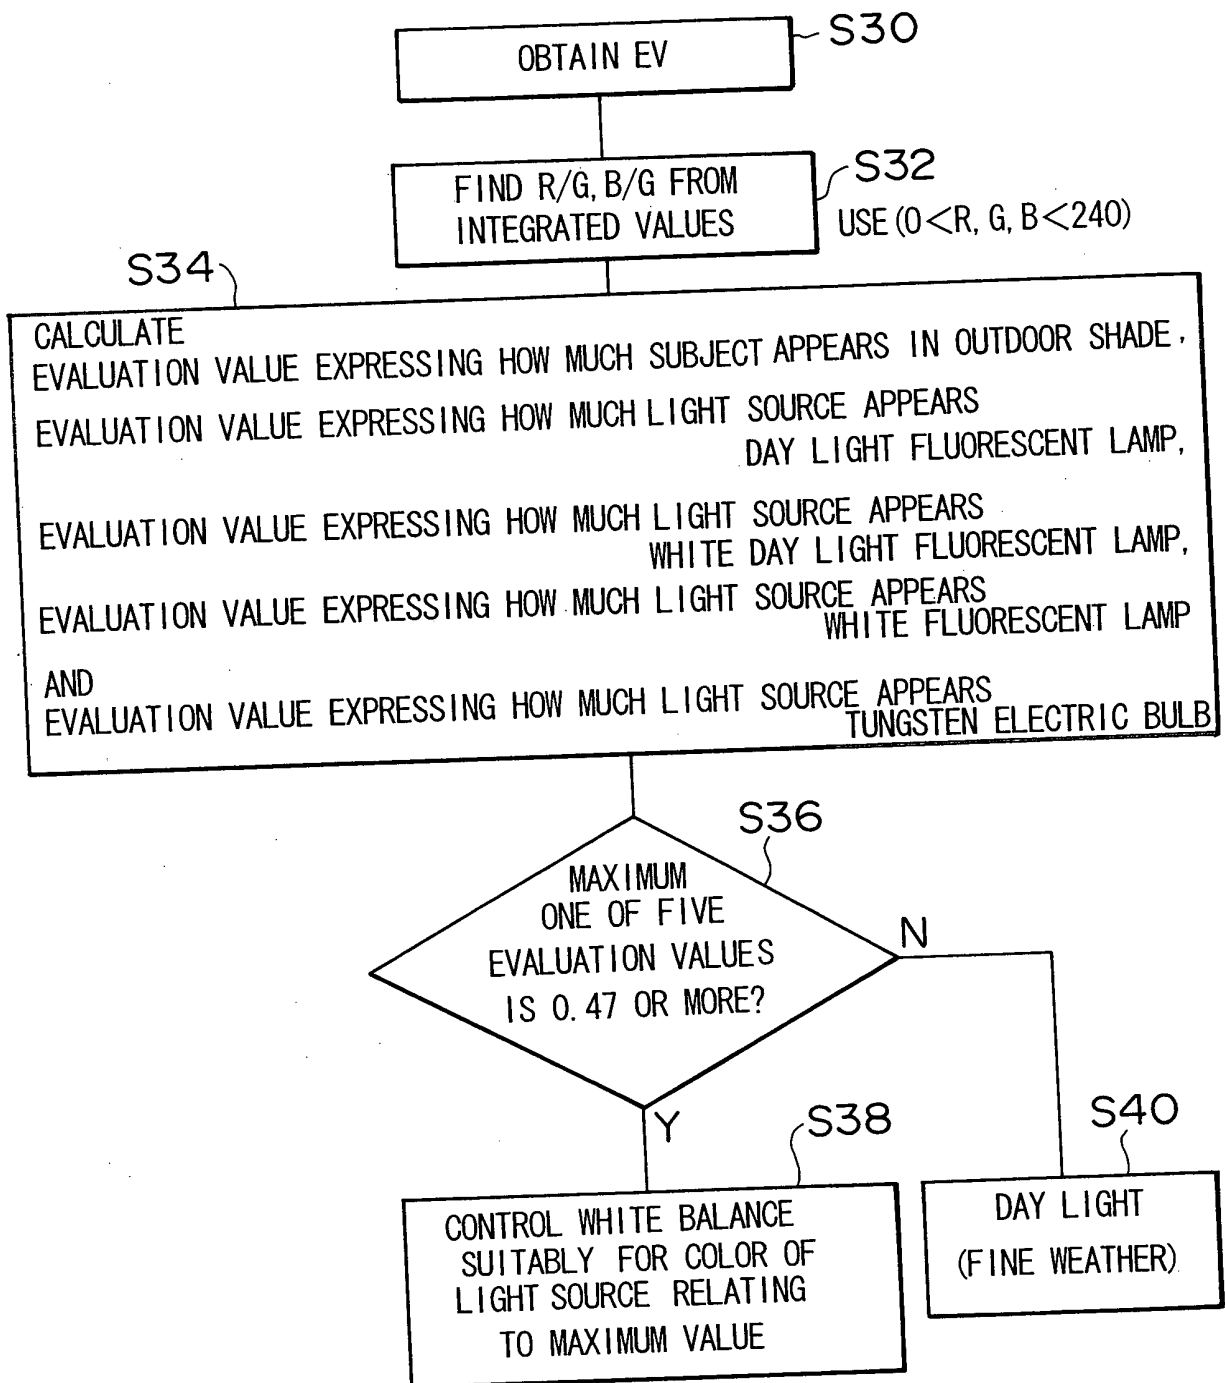 S30
OBTAIN EV
S32
FIND R/G, B/G FROM
INTEGRATED VALUES
USE (0<R, G, B<240)
S34
CALCULATE
EVALUATION VALUE EXPRESSING HOW MUCH SUBJECT APPEARS IN OUTDOOR SHADE,
EVALUATION VALUE EXPRESSING HOW MUCH LIGHT SOURCE APPEARS
DAY LIGHT FLUORESCENT LAMP,
EVALUATION VALUE EXPRESSING HOW MUCH LIGHT SOURCE APPEARS
WHITE DAY LIGHT FLUORESCENT LAMP,
EVALUATION VALUE EXPRESSING HOW MUCH LIGHT SOURCE APPEARS
WHITE FLUORESCENT LAMP
AND
EVALUATION VALUE EXPRESSING HOW MUCH LIGHT SOURCE APPEARS
TUNGSTEN ELECTRIC BULB
S36
MAXIMUM
ONE OF FIVE
EVALUATION VALUES
IS 0.47 OR MORE?
N
Y
S38
CONTROL WHITE BALANCE
SUITABLY FOR COLOR OF
LIGHT SOURCE RELATING
TO MAXIMUM VALUE
S40
DAY LIGHT
(FINE WEATHER)